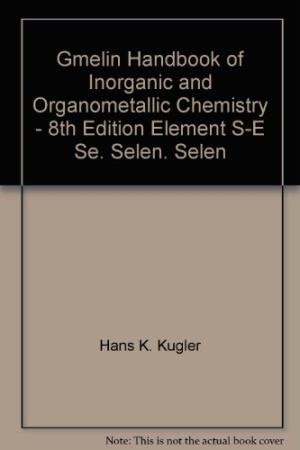 Gmelin Handbook of
Inorganic and
Organometallic Chemistry
- 8th Edition Element S-E
Se. Selen. Selen
Hans K. Kugler
Note: This is not the actual book cover